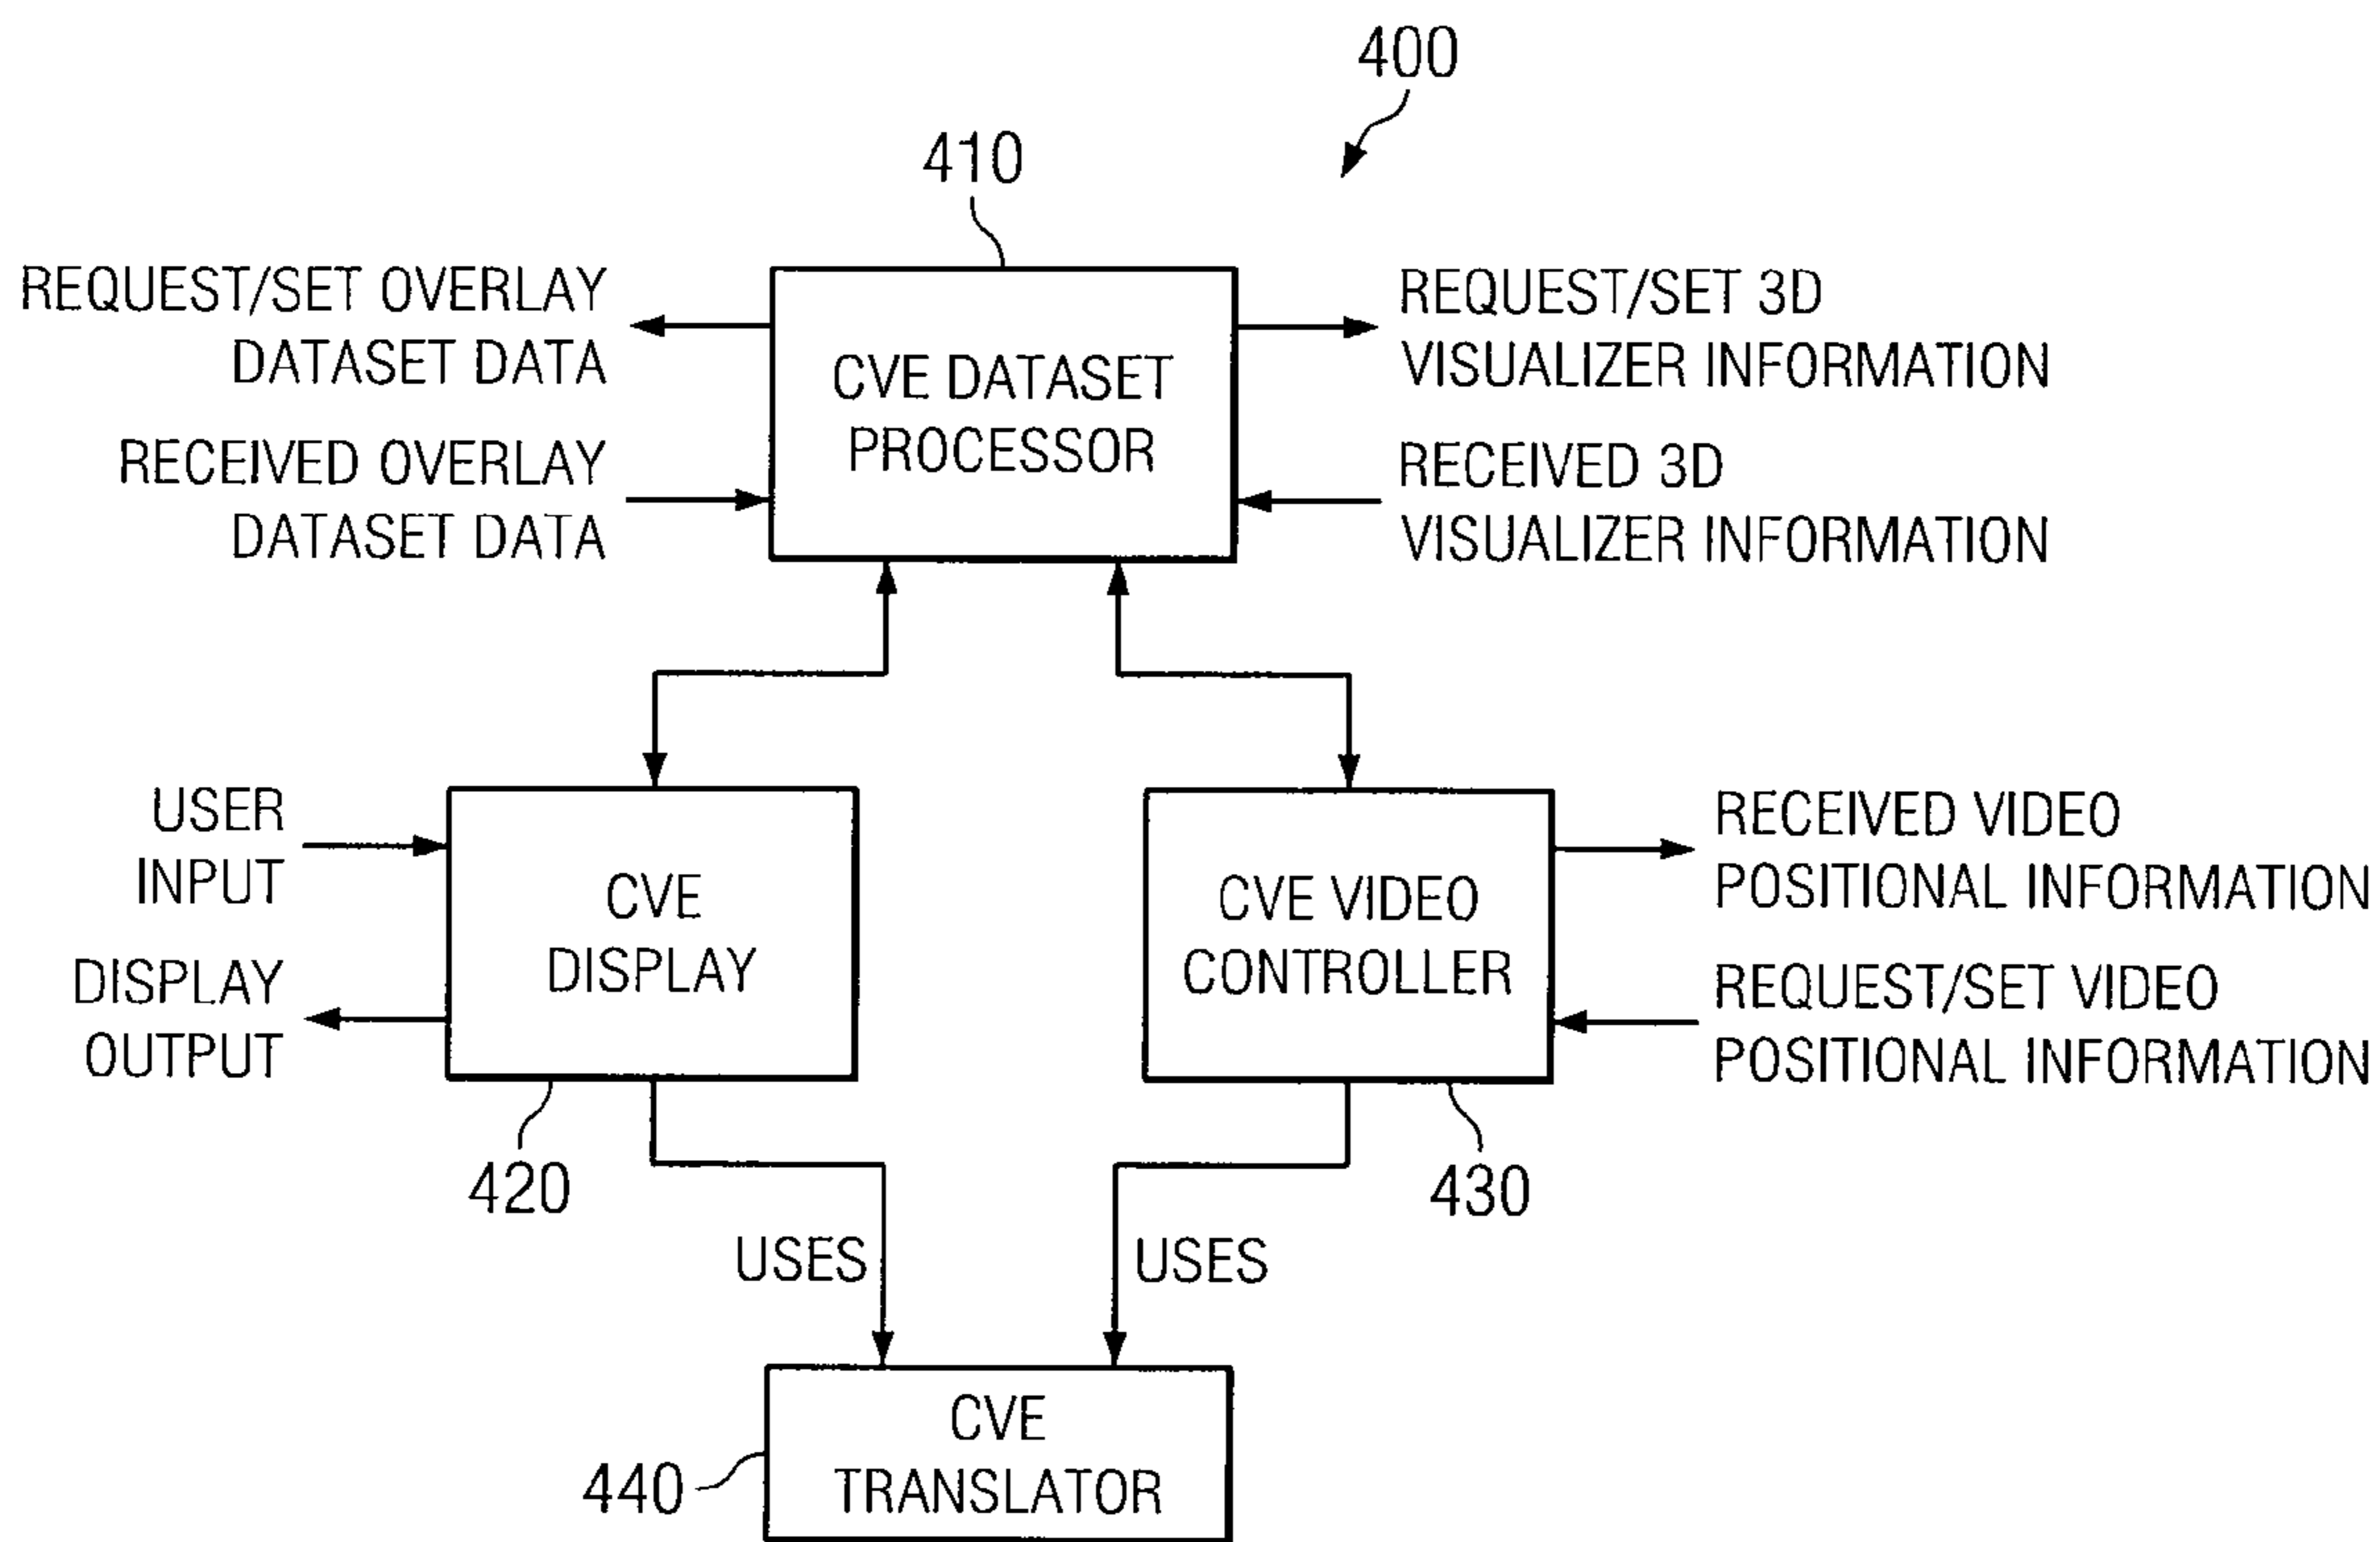 400
410
REQUEST/SET OVERLAY
DATASET DATA
RECEIVED OVERLAY
DATASET DATA
CVE DATASET
PROCESSOR
REQUEST/SET 3D
VISUALIZER INFORMATION
RECEIVED 3D
VISUALIZER INFORMATION
USER
INPUT
DISPLAY
OUTPUT
CVE
DISPLAY
CVE VIDEO
CONTROLLER
RECEIVED VIDEO
POSITIONAL INFORMATION
REQUEST/SET VIDEO
POSITIONAL INFORMATION
420
430
USES
USES
CVE
TRANSLATOR
440